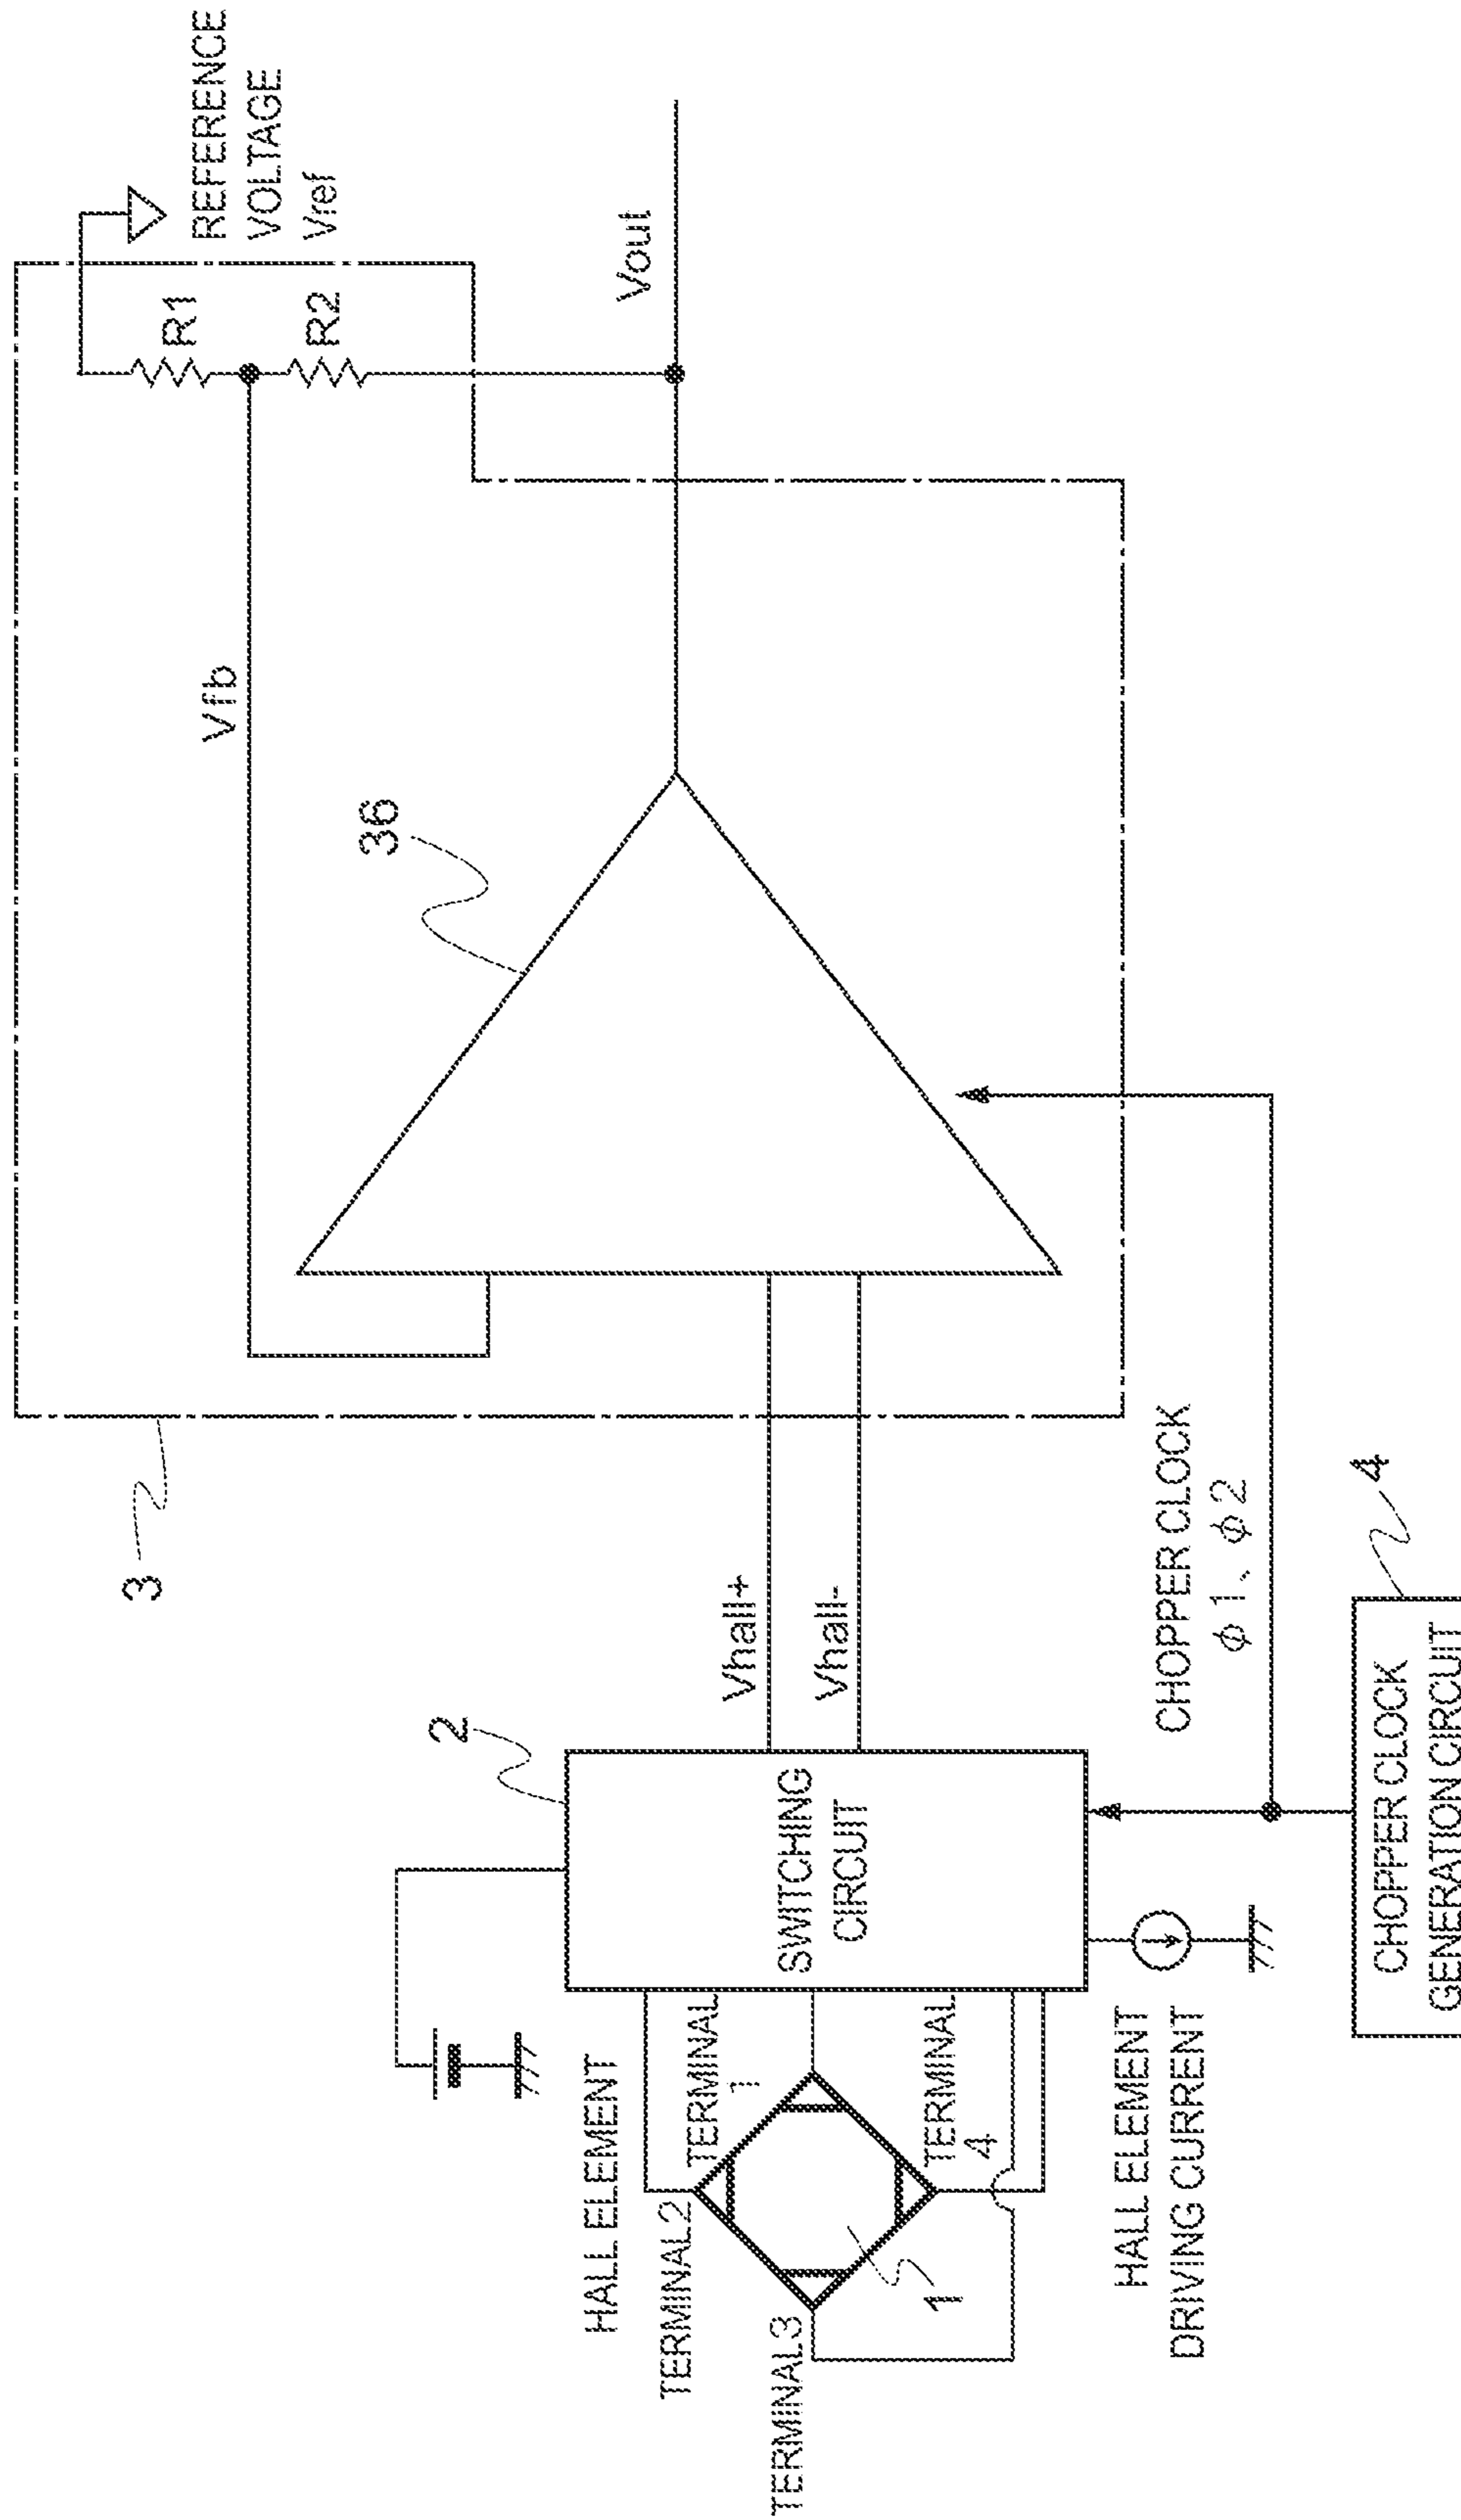 REFERENCE
VOLTAGE
Vref
R1
R2
Vout
Vfb
36
3
Vhall+
Vhall-
CHOPPER CLOCK
φ1、φ2
4
CHOPPER CLOCK
GENERATION CIRCUIT
2
SWITCHING
CIRCUIT
HALL ELEMENT
TERMINAL
1
TERMINAL2
TERMINAL3
TERMINAL
4
1
HALL ELEMENT
DRIVING CURRENT